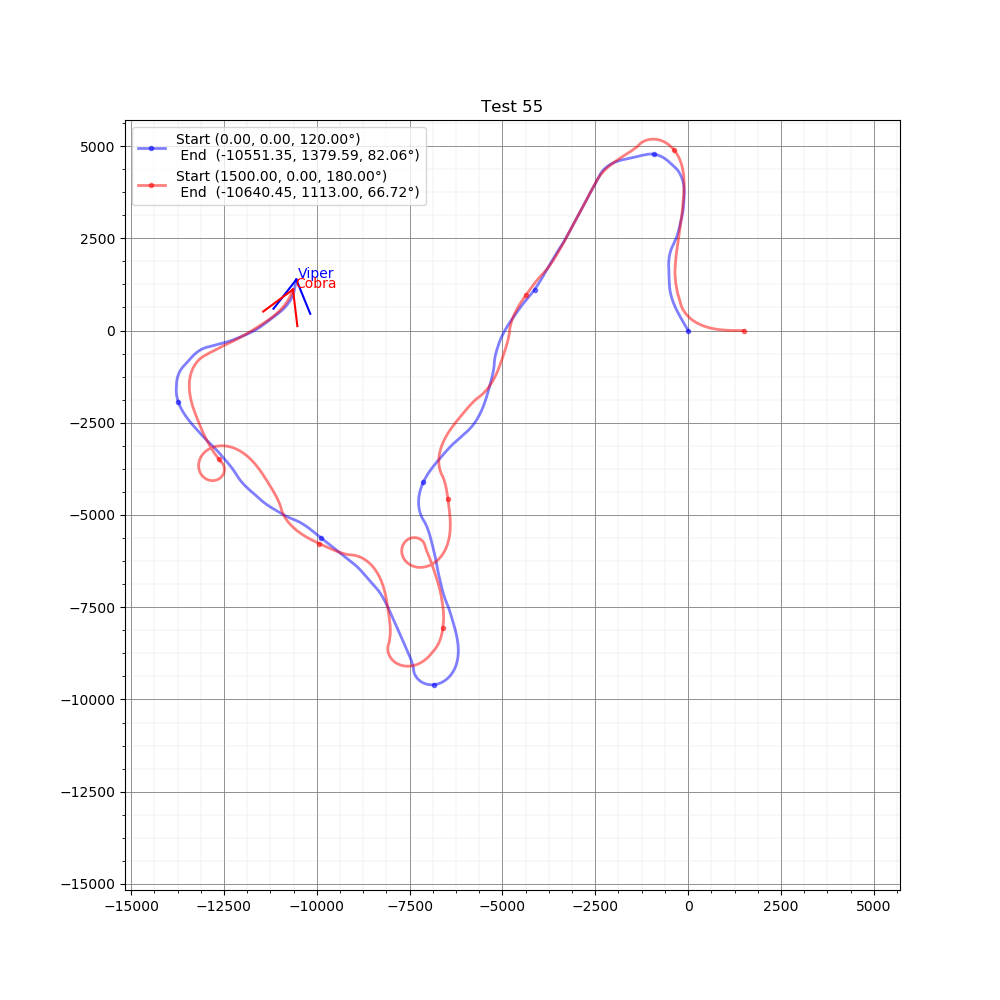 Test 55
Start (0.00, 0.00, 120.00°)
End  (-10551.35, 1379.59, 82.06°)
Start (1500.00, 0.00, 180.00°)
End  (-10640.45, 1113.00, 66.72°)
5000
2500
Viper
Cobra
0
−2500
−5000
−7500
−10000
−12500
−15000
−15000 −12500 −10000 −7500 −5000 −2500 0 2500 5000